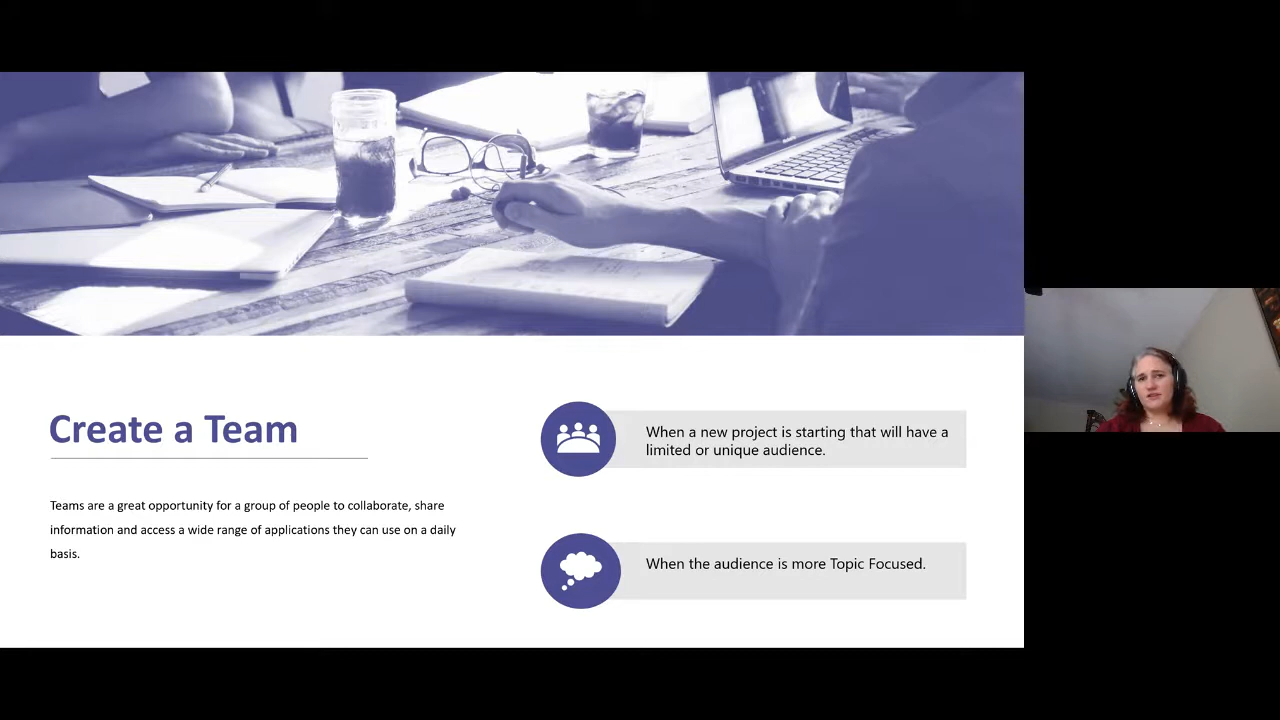 Create a Team
Teams are a great opportunity for a group of people to collaborate, share
information and access a wide range of applications they can use on a daily
basis.
When a new project is starting that will have a
limited or unique audience.
When the audience is more Topic Focused.